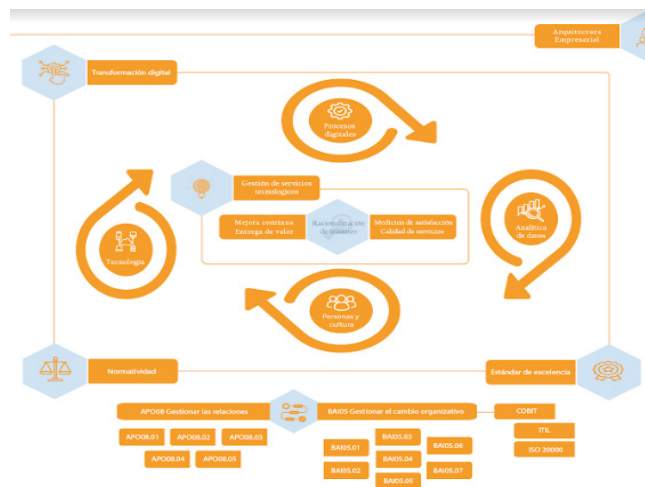 Arquitectura
Empresarial
Transformación digital
Procesos
digitales
Gestión de servicios
tecnologicos
Mejora continua
Entrega de valor
de
Medicion de satisfacción
Calidad de servicios
Analítica
de datos
Tecnología
Personas y
cultura
Normatividad
Estándar de excelencia
APO08 Gestionar las relaciones
BAI05 Gestionar el cambio organizativo
COBIT
ITIL
ISO 20000
APO08.01
APO08.02
APO08.03
APO08.04
APO08.05
BAI05.01
BAI05.02
BAI05.03
BAI05.04
BAI05.05
BAI05.06
BAI05.07